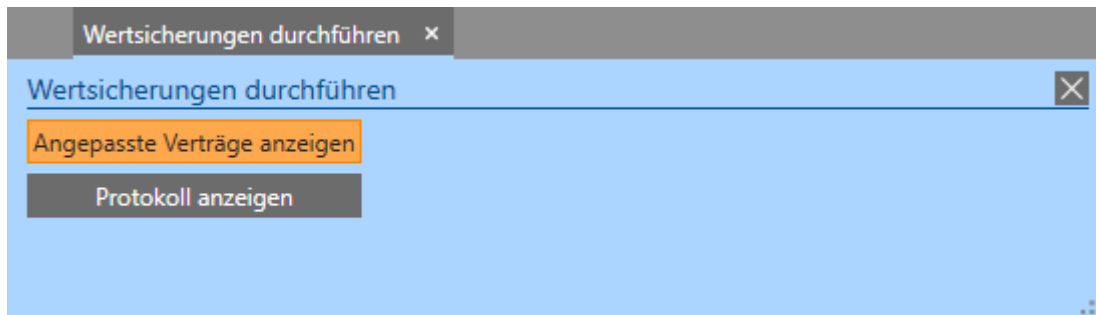 Wertsicherungen durchführen ×
Wertsicherungen durchführen
Angepasste Verträge anzeigen
Protokoll anzeigen